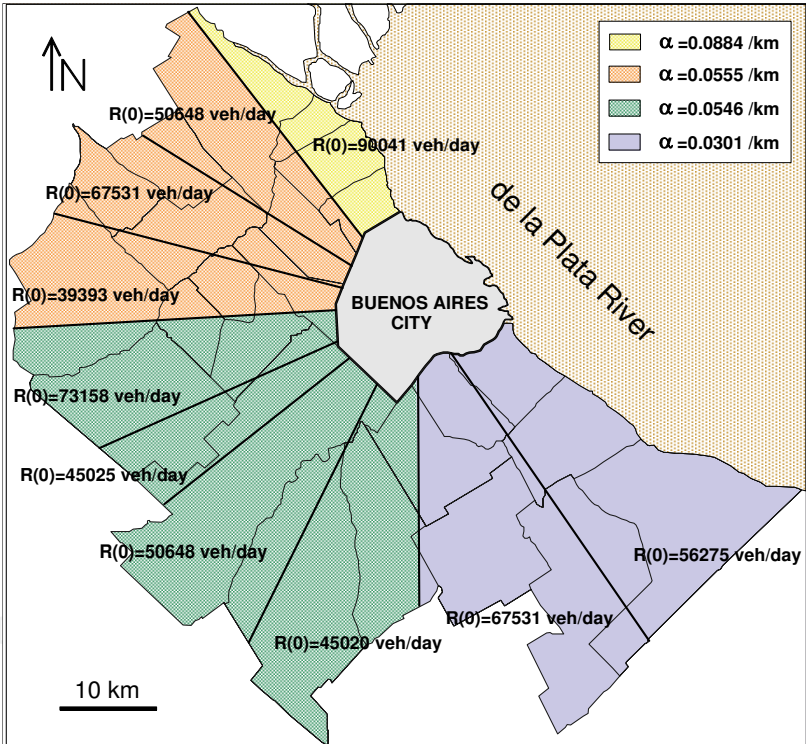 α =0.0884 /km
α =0.0555 /km
α =0.0546 /km
α =0.0301 /km
N
R(0)=50648 veh/day
R(0)=90041 veh/day
R(0)=67531 veh/day
de la Plata River
R(0)=39393 veh/day
BUENOS AIRES
CITY
R(0)=73158 veh/day
R(0)=45025 veh/day
R(0)=50648 veh/day
R(0)=56275 veh/day
R(0)=67531 veh/day
R(0)=45020 veh/day
10 km